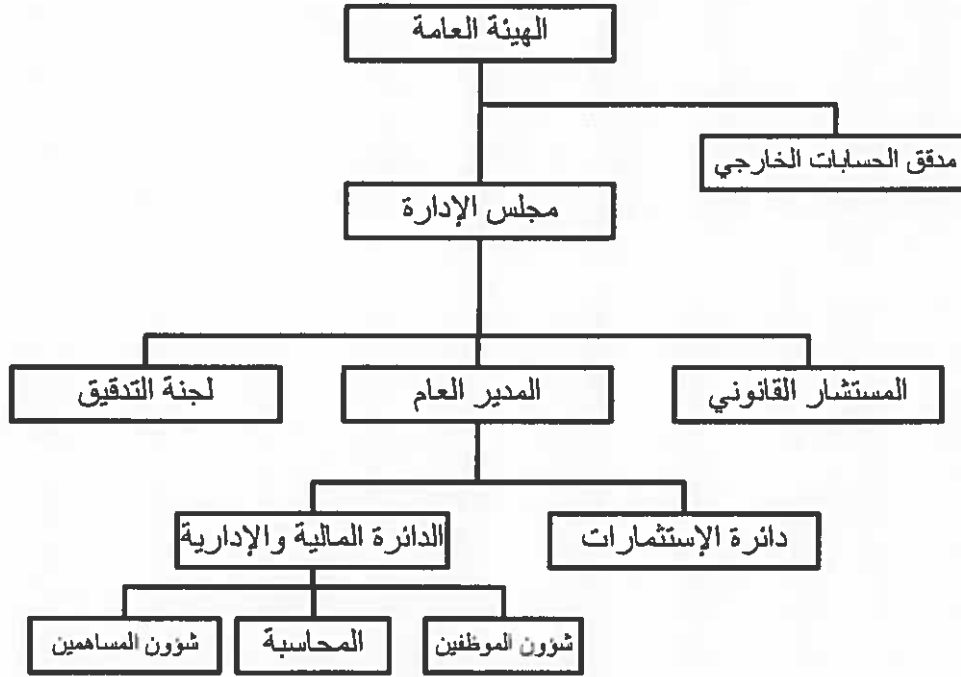 الهيئة العامة
مدقق الحسابات الخارجي
مجلس الإدارة
المستشار القانوني
المدير العام
لجنة التدقيق
دائرة الإستثمارات
الدائرة المالية والإدارية
شؤون الموظفين
المحاسبة
شؤون المساهمين